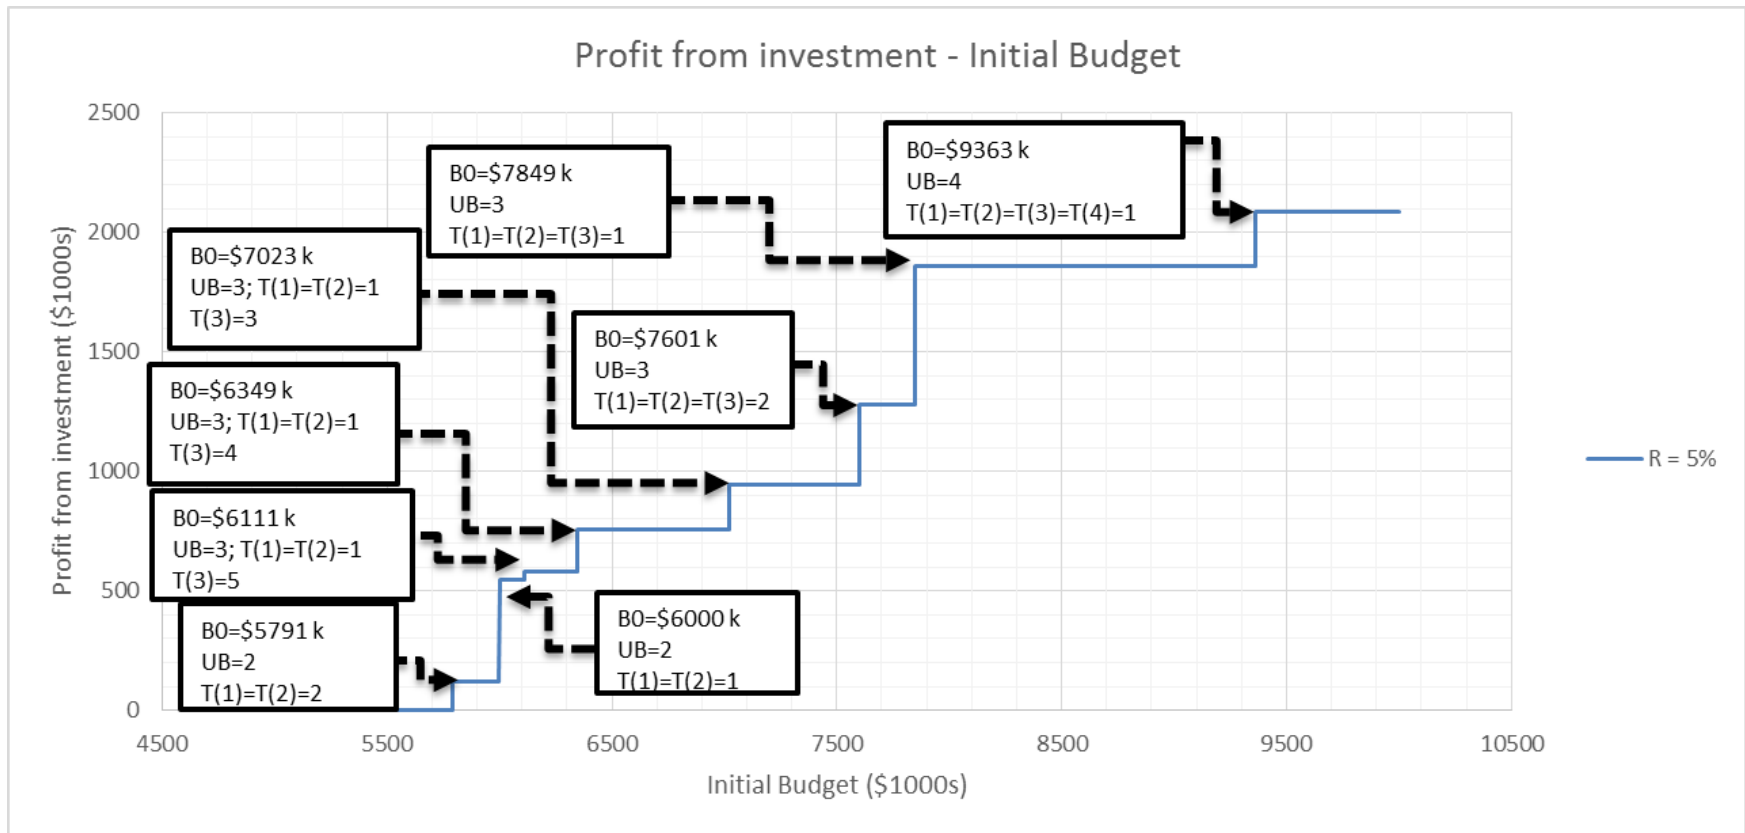 Profit from investment - Initial Budget
Profit from investment ($1000s)
2500
2000
1500
1000
500
0
B0=$7849 k
UB=3
T(1)=T(2)=T(3)=1
B0=$9363 k
UB=4
T(1)=T(2)=T(3)=T(4)=1
B0=$7023 k
UB=3; T(1)=T(2)=1
T(3)=3
B0=$7601 k
UB=3
T(1)=T(2)=T(3)=2
B0=$6349 k
UB=3; T(1)=T(2)=1
T(3)=4
B0=$6111 k
UB=3; T(1)=T(2)=1
T(3)=5
B0=$5791 k
UB=2
T(1)=T(2)=2
B0=$6000 k
UB=2
T(1)=T(2)=1
R = 5%
4500 5500 6500 7500 8500 9500 10500
Initial Budget ($1000s)